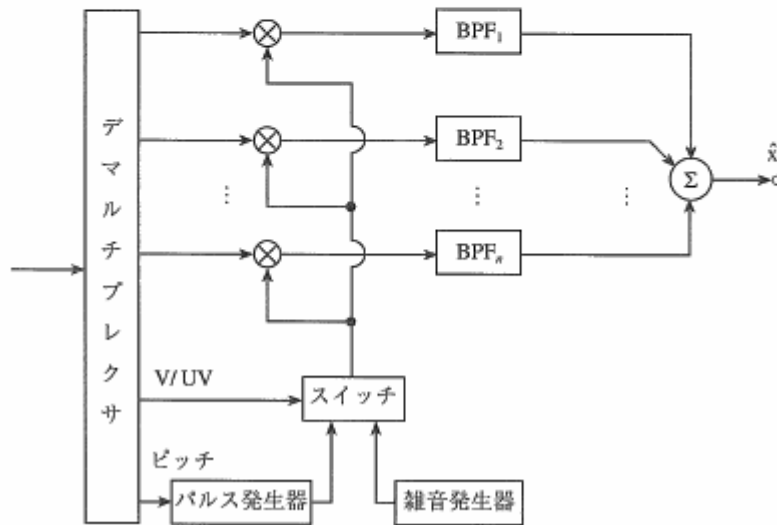 デマルチプレクサ
BPF₁
BPF₂
⋮ ⋮ ⋮
BPFₙ
Σ
x̂
V/UV
スイッチ
ピッチ
パルス発生器
雑音発生器